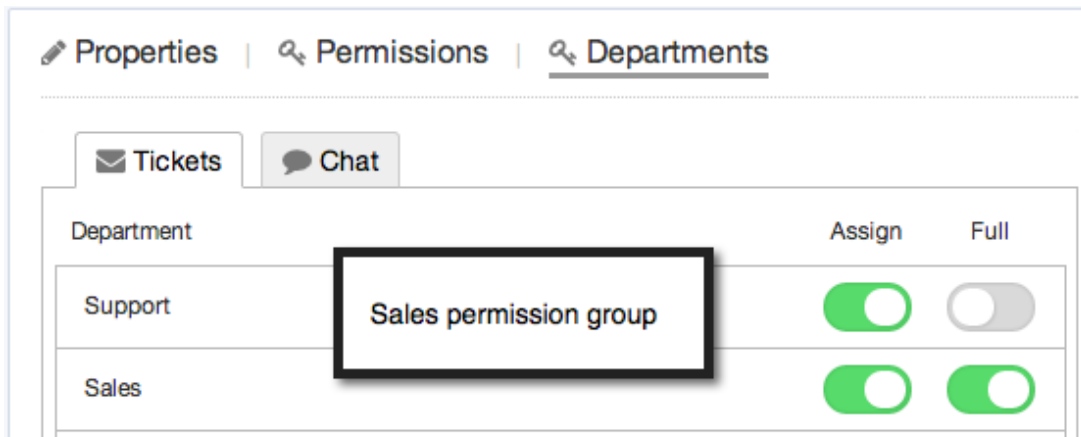 Properties | Permissions | Departments
Tickets Chat
Department Assign Full
Support
Sales permission group
Sales